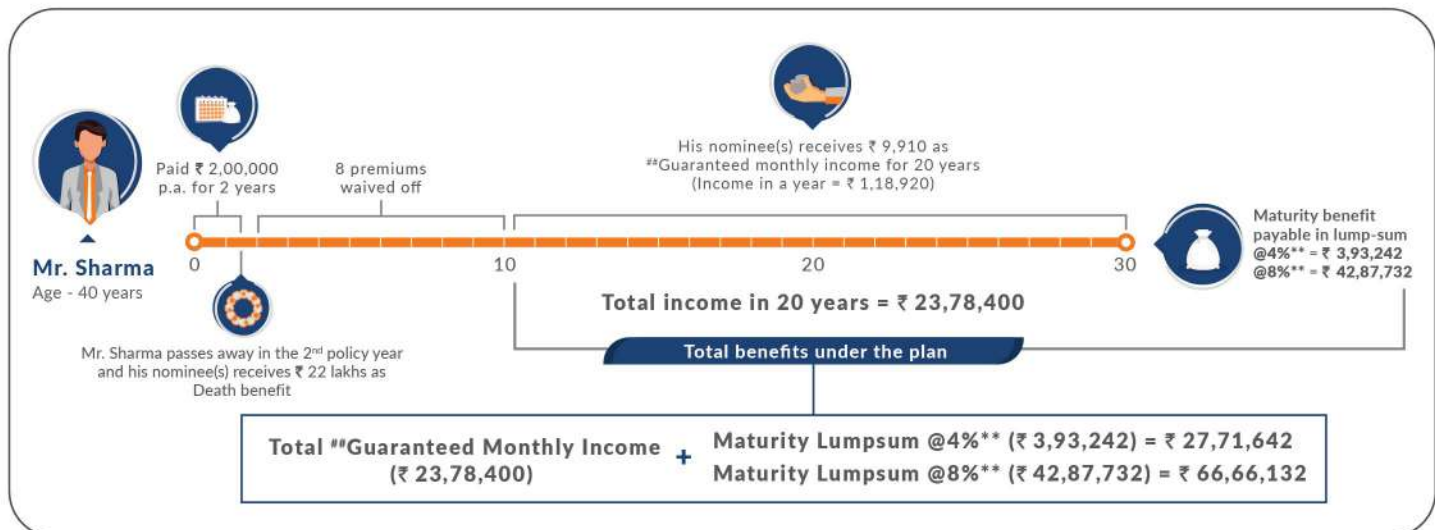 Paid ₹ 2,00,000
p.a. for 2 years
8 premiums
waived off
His nominee(s) receives ₹ 9,910 as
##Guaranteed monthly income for 20 years
(Income in a year = ₹ 1,18,920)
Mr. Sharma
Age - 40 years
0
10
20
30
Maturity benefit
payable in lump-sum
@4%** = ₹ 3,93,242
@8%** = ₹ 42,87,732
Mr. Sharma passes away in the 2nd policy year
and his nominee(s) receives ₹ 22 lakhs as
Death benefit
Total income in 20 years = ₹ 23,78,400
Total benefits under the plan
Total ##Guaranteed Monthly Income
(₹ 23,78,400)
+
Maturity Lumpsum @4%** (₹ 3,93,242) = ₹ 27,71,642
Maturity Lumpsum @8%** (₹ 42,87,732) = ₹ 66,66,132